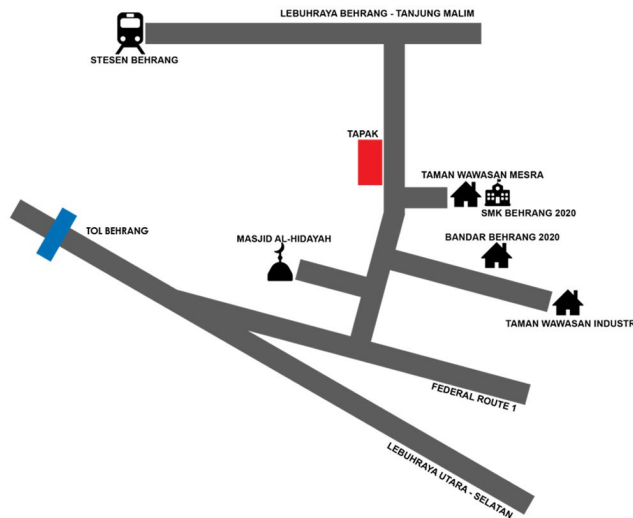 LEBUHRAYA BEHRANG - TANJUNG MALIM
STESEN BEHRANG
TAPAK
TAMAN WAWASAN MESRA
SMK BEHRANG 2020
TOL BEHRANG
MASJID AL-HIDAYAH
BANDAR BEHRANG 2020
TAMAN WAWASAN INDUSTR
FEDERAL ROUTE 1
LEBUHRAYA UTARA - SELATAN